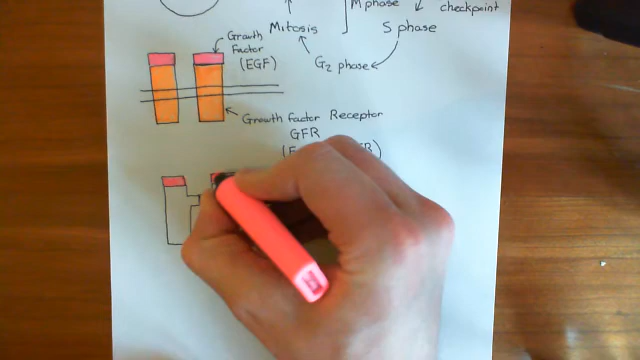 M phase
checkpoint
Mitosis
S phase
G₂ phase
Growth
Factor
(EGF)
Growth Factor Receptor
GFR